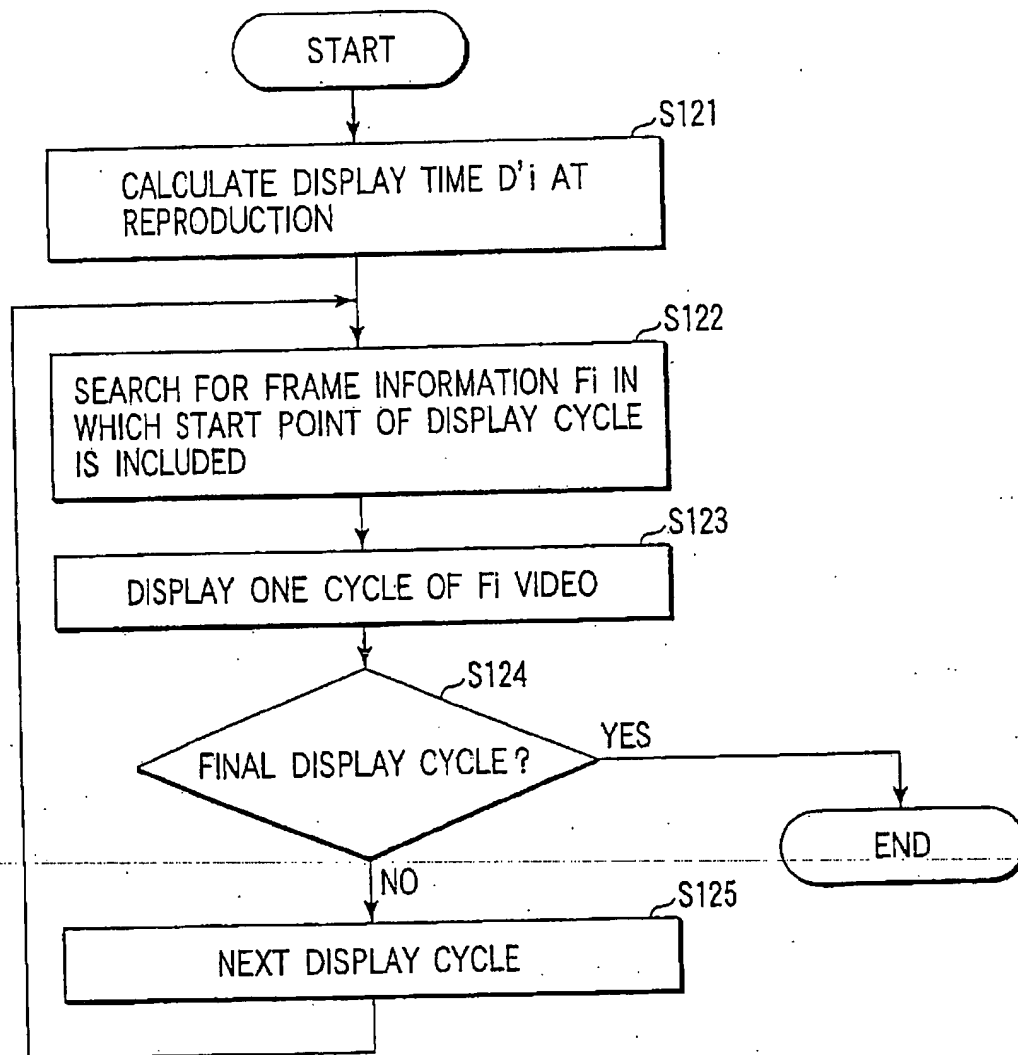 START
S121
CALCULATE DISPLAY TIME D'i AT
REPRODUCTION
S122
SEARCH FOR FRAME INFORMATION Fi IN
WHICH START POINT OF DISPLAY CYCLE
IS INCLUDED
S123
DISPLAY ONE CYCLE OF Fi VIDEO
S124
FINAL DISPLAY CYCLE?
YES
END
NO
S125
NEXT DISPLAY CYCLE